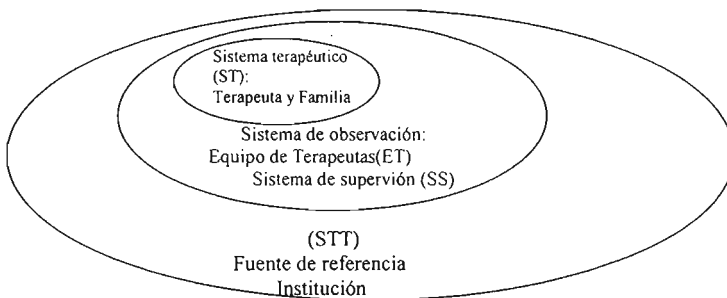 Sistema terapéutico
(ST):
Terapeuta y Familia
Sistema de observación:
Equipo de Terapeutas(ET)
Sistema de supervión (SS)
(STT)
Fuente de referencia
Institución